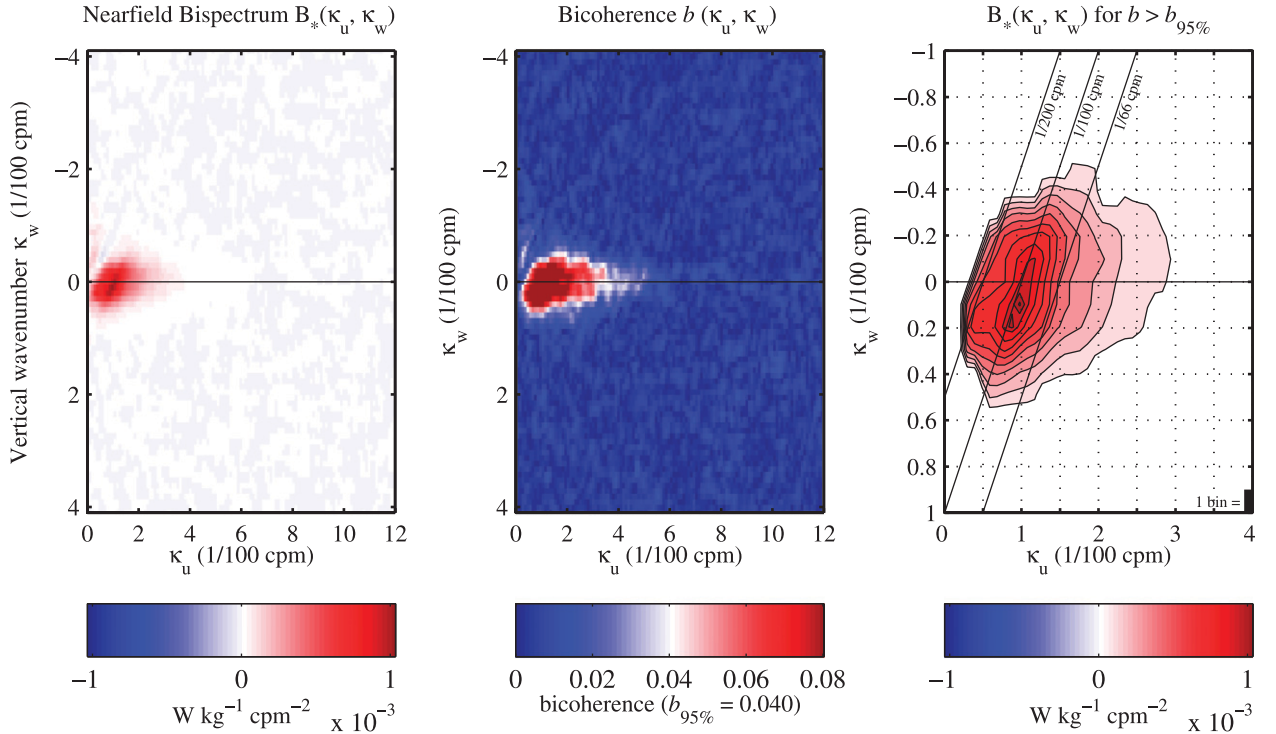 Nearfield Bispectrum B*(κu, κw)
Bicoherence b (κu, κw)
B*(κu, κw) for b > b95%
Vertical wavenumber κw (1/100 cpm)
−4
−2
0
2
4
0 2 4 6 8 10 12
κu (1/100 cpm)
κw (1/100 cpm)
−4
−2
0
2
4
0 2 4 6 8 10 12
κu (1/100 cpm)
κw (1/100 cpm)
−1
−0.8
−0.6
−0.4
−0.2
0
0.2
0.4
0.6
0.8
1
1/200 cpm
1/100 cpm
1/66 cpm
1 bin =
0 1 2 3 4
κu (1/100 cpm)
−1 0 1
W kg−1 cpm−2 x 10−3
0 0.02 0.04 0.06 0.08
bicoherence (b95% = 0.040)
−1 0 1
W kg−1 cpm−2 x 10−3